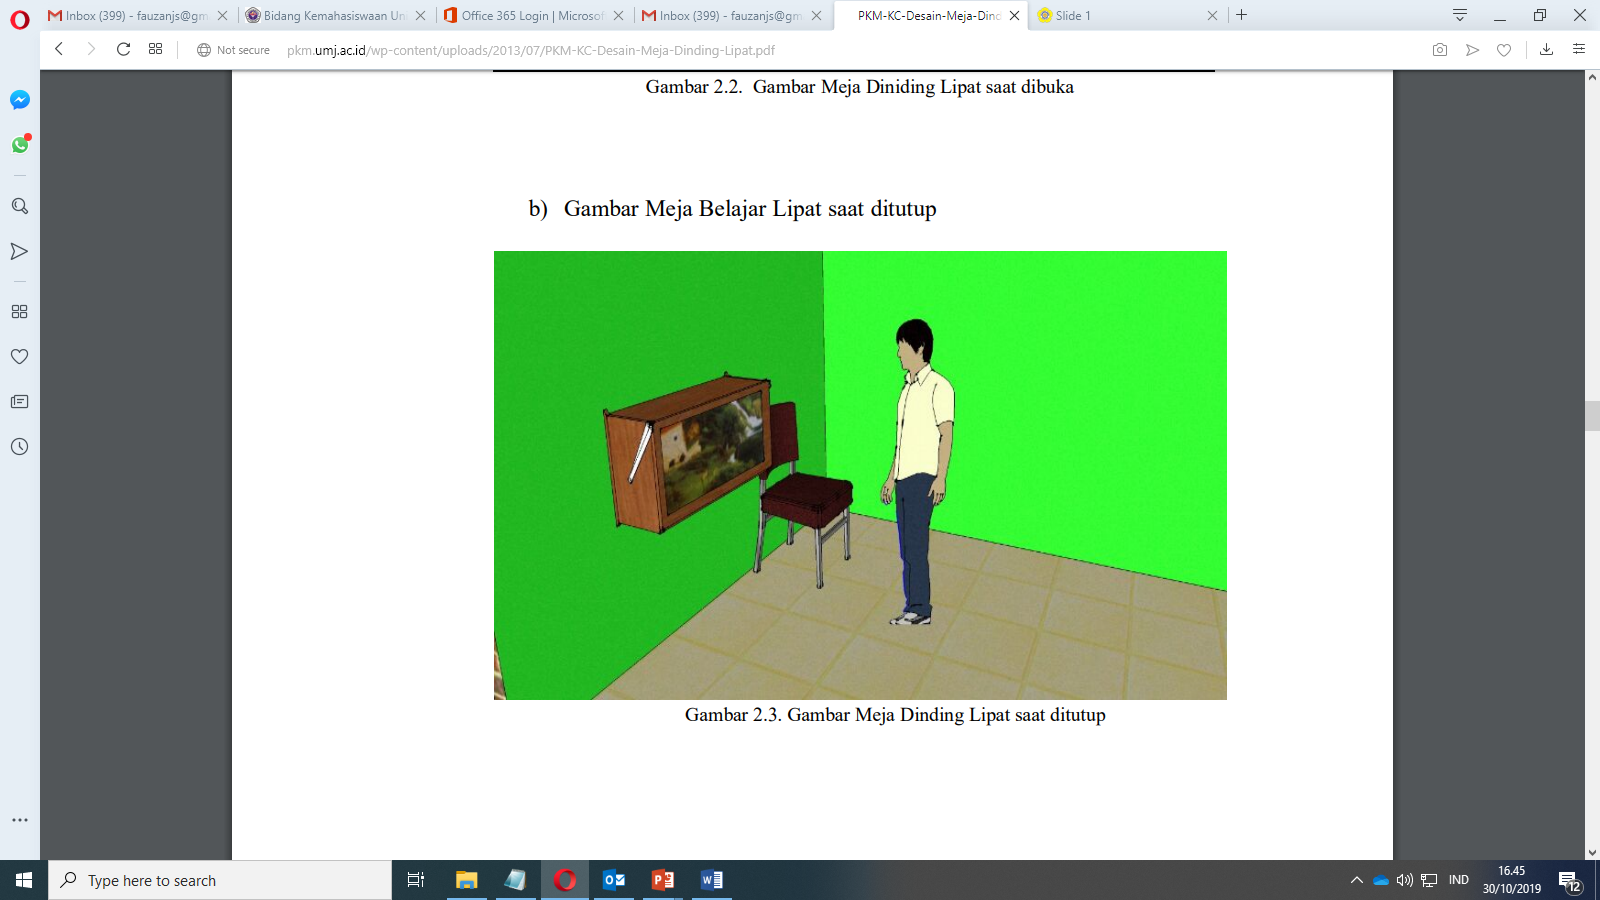 Inbox (399) - fauzanjs@gm
Bidang Kemahasiswaan Un
Office 365 Login | Microsof
Inbox (399) - fauzanjs@gm
PKM-KC-Desain-Meja-Dind
Slide 1
Not secure
pkm.umj.ac.id/wp-content/uploads/2013/07/PKM-KC-Desain-Meja-Dinding-Lipat.pdf
Gambar 2.2. Gambar Meja Diniding Lipat saat dibuka
b) Gambar Meja Belajar Lipat saat ditutup
Gambar 2.3. Gambar Meja Dinding Lipat saat ditutup
Type here to search
IND
16.45
30/10/2019
12